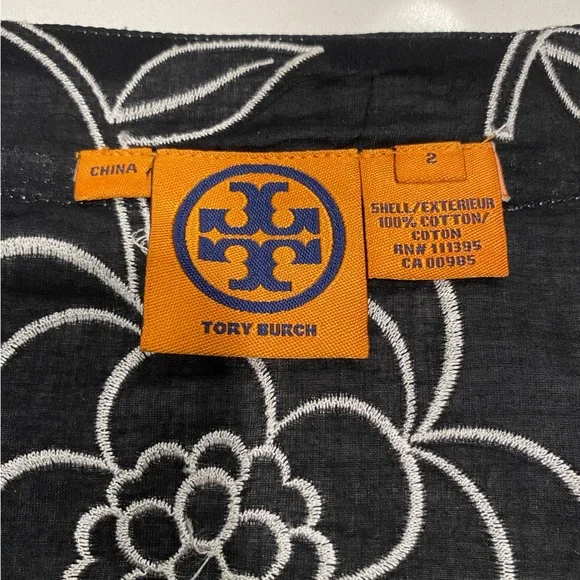 CHINA
TORY BURCH
2
SHELL/EXTERIEUR
100% COTTON/
COTON
RN# 111395
CA 00985